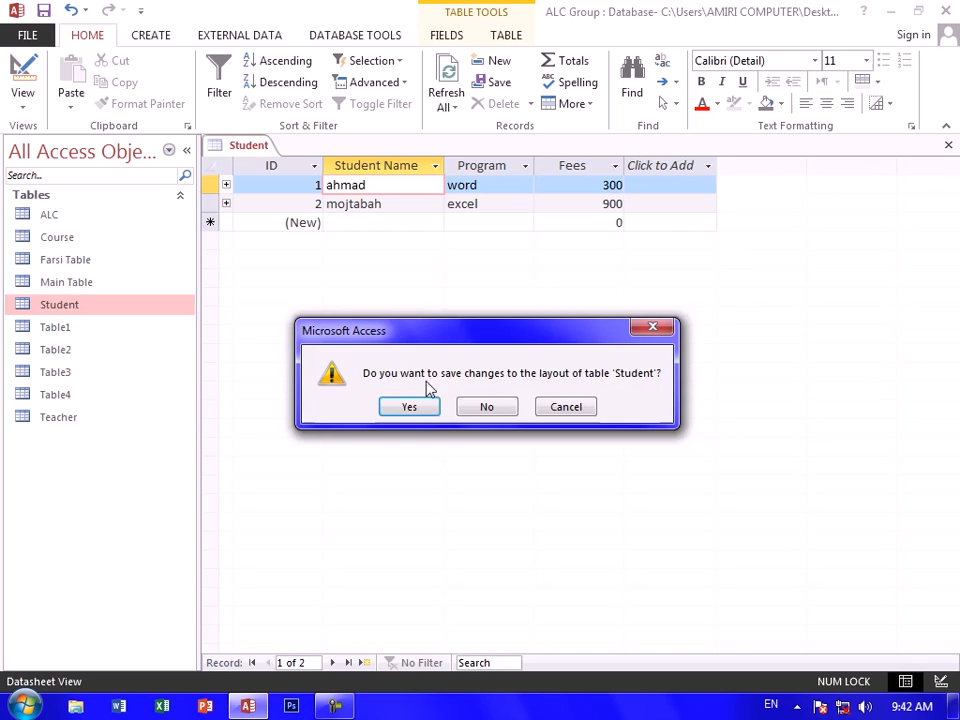 TABLE TOOLS
ALC Group : Database- C:\Users\AMIRI COMPUTER\Deskt...
FILE HOME CREATE EXTERNAL DATA DATABASE TOOLS FIELDS TABLE Sign in
View
Views
Paste
Cut
Copy
Format Painter
Clipboard
Filter
Ascending
Descending
Remove Sort
Selection
Advanced
Toggle Filter
Sort & Filter
Refresh
All
New
Save
Delete
Totals
Spelling
More
Records
Find
Find
Calibri (Detail) 11
B I U
A
Text Formatting
All Access Obje...
Search...
Tables
ALC
Course
Farsi Table
Main Table
Student
Table1
Table2
Table3
Table4
Teacher
Student
ID Student Name Program Fees Click to Add
1 ahmad word 300
2 mojtabah excel 900
(New) 0
Microsoft Access
Do you want to save changes to the layout of table 'Student'?
Yes No Cancel
Record: 1 of 2 No Filter Search
Datasheet View NUM LOCK
EN 9:42 AM